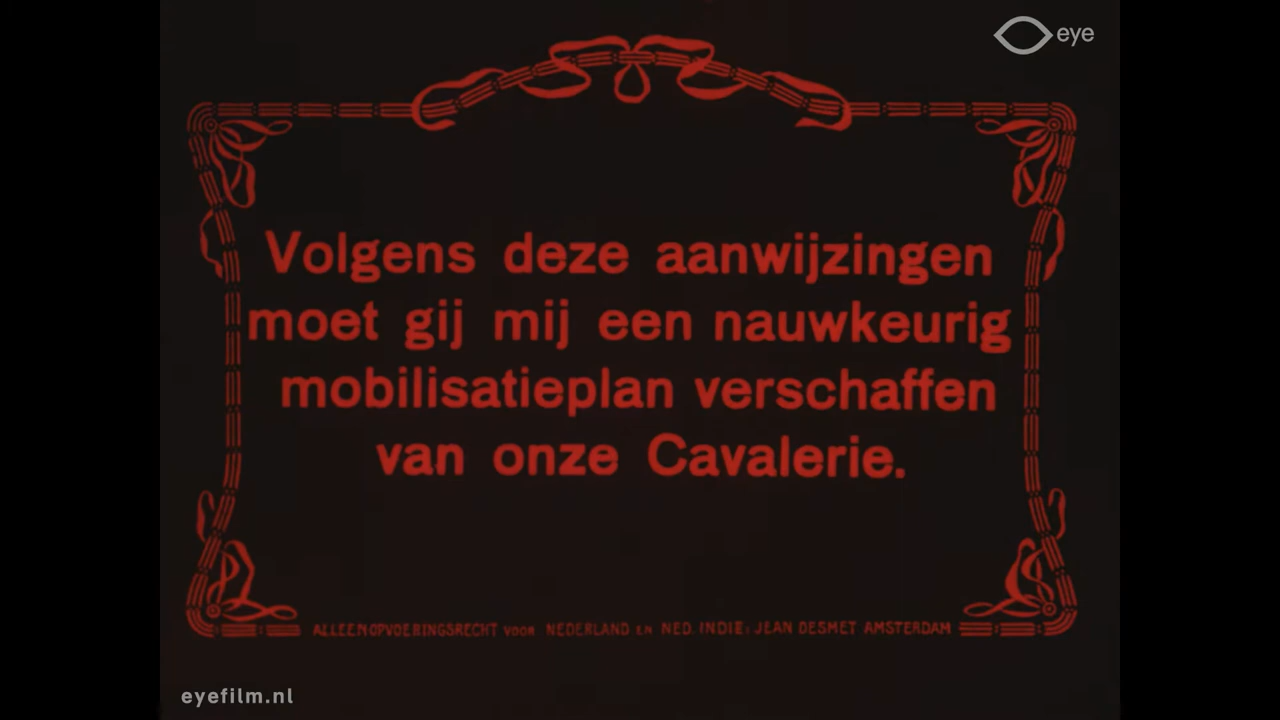 eye
Volgens deze aanwijzingen
moet gij mij een nauwkeurig
mobilisatieplan verschaffen
van onze Cavalerie.
ALLEENOPVOERINGSRECHT VOOR NEDERLAND EN NED. INDIE: JEAN DESMET AMSTERDAM
eyefilm.nl